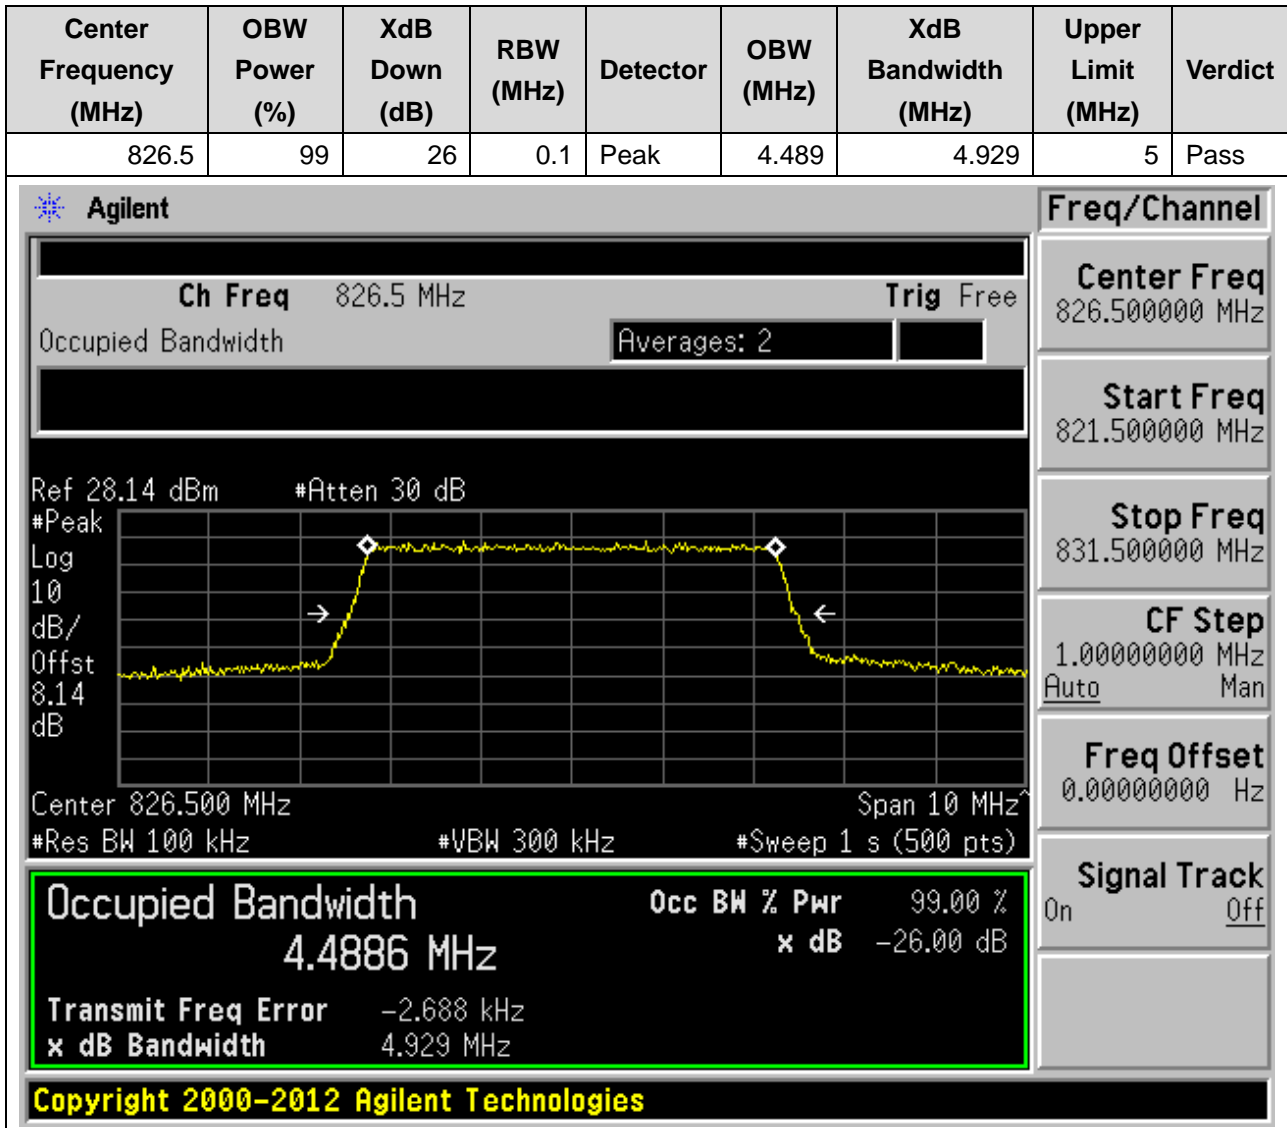 Center Frequency (MHz) OBW Power (%) XdB Down (dB) RBW (MHz) Detector OBW (MHz) XdB Bandwidth (MHz) Upper Limit (MHz) Verdict
826.5 99 26 0.1 Peak 4.489 4.929 5 Pass
Agilent
Ch Freq 826.5 MHz Trig Free
Occupied Bandwidth Averages: 2
Ref 28.14 dBm #Atten 30 dB
#Peak
Log
10
dB/
Offst
8.14
dB
Center 826.500 MHz Span 10 MHz^
#Res BW 100 kHz #VBW 300 kHz #Sweep 1 s (500 pts)
Occupied Bandwidth Occ BW % Pwr 99.00 %
4.4886 MHz x dB -26.00 dB
Transmit Freq Error -2.688 kHz
x dB Bandwidth 4.929 MHz
Copyright 2000-2012 Agilent Technologies
Freq/Channel
Center Freq
826.500000 MHz
Start Freq
821.500000 MHz
Stop Freq
831.500000 MHz
CF Step
1.00000000 MHz
Auto Man
Freq Offset
0.00000000 Hz
Signal Track
On Off